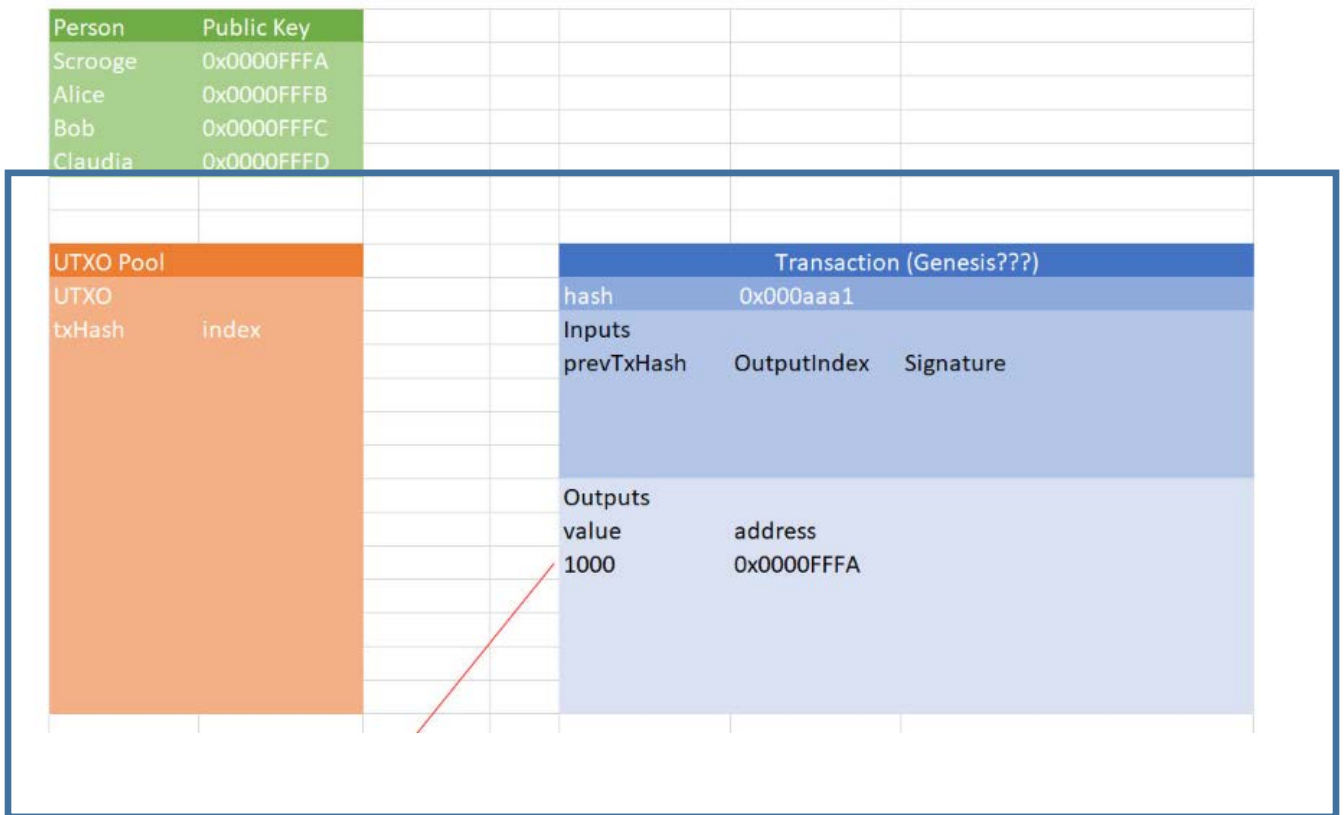 Person Public Key
Scrooge 0x0000FFFA
Alice 0x0000FFFB
Bob 0x0000FFFC
Claudia 0x0000FFFD
UTXO Pool
UTXO
txHash index
Transaction (Genesis???)
hash 0x000aaa1
Inputs
prevTxHash OutputIndex Signature
Outputs
value address
1000 0x0000FFFA